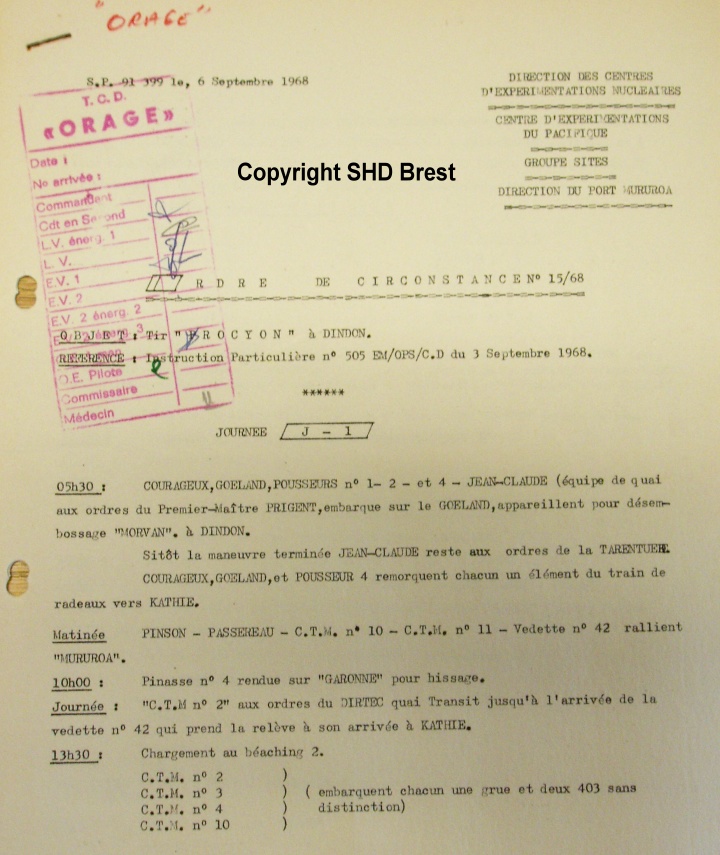 "ORAGE"
S.P. 91 399 le, 6 Septembre 1968
DIRECTION DES CENTRES
D'EXPERIMENTATIONS NUCLEAIRES
CENTRE D'EXPERIMENTATIONS
DU PACIFIQUE
GROUPE SITES
DIRECTION DU PORT MURUROA
T.C.D.
«ORAGE»
Date :
No arrivée :
Commandant
Cdt en Second
L.V. énerg. 1
L. V.
E.V. 1
E.V. 2
E.V. 2 énerg. 2
3
O.E. Pilote
Commissaire
Médecin
Copyright SHD Brest
O R D R E DE C I R C O N S T A N C E Nº 15/68
O B J E T : Tir "P R O C Y O N" à DINDON.
REFERENCE : Instruction Particulière nº 505 EM/OPS/C.D du 3 Septembre 1968.
******
JOURNEE J - 1
05h30 : COURAGEUX,GOELAND,POUSSEURS nº 1- 2 - et 4 - JEAN-CLAUDE (équipe de quai
aux ordres du Premier-Maître PRIGENT,embarque sur le GOELAND,appareillent pour désem-
bossage "MORVAN". à DINDON.
Sitôt la maneuvre terminée JEAN-CLAUDE reste aux ordres de la TARENTULE.
COURAGEUX,GOELAND,et POUSSEUR 4 remorquent chacun un élément du train de
radeaux vers KATHIE.
Matinée PINSON - PASSEREAU - C.T.M. nº 10 - C.T.M. nº 11 - Vedette nº 42 rallient
"MURUROA".
10h00 : Pinasse nº 4 rendue sur "GARONNE" pour hissage.
Journée : "C.T.M nº 2" aux ordres du DIRTEC quai Transit jusqu'à l'arrivée de la
vedette nº 42 qui prend la relève à son arrivée à KATHIE.
13h30 : Chargement au béaching 2.
C.T.M. nº 2 )
C.T.M. nº 3 ) ( embarquent chacun une grue et deux 403 sans
C.T.M. nº 4 ) distinction)
C.T.M. nº 10 )